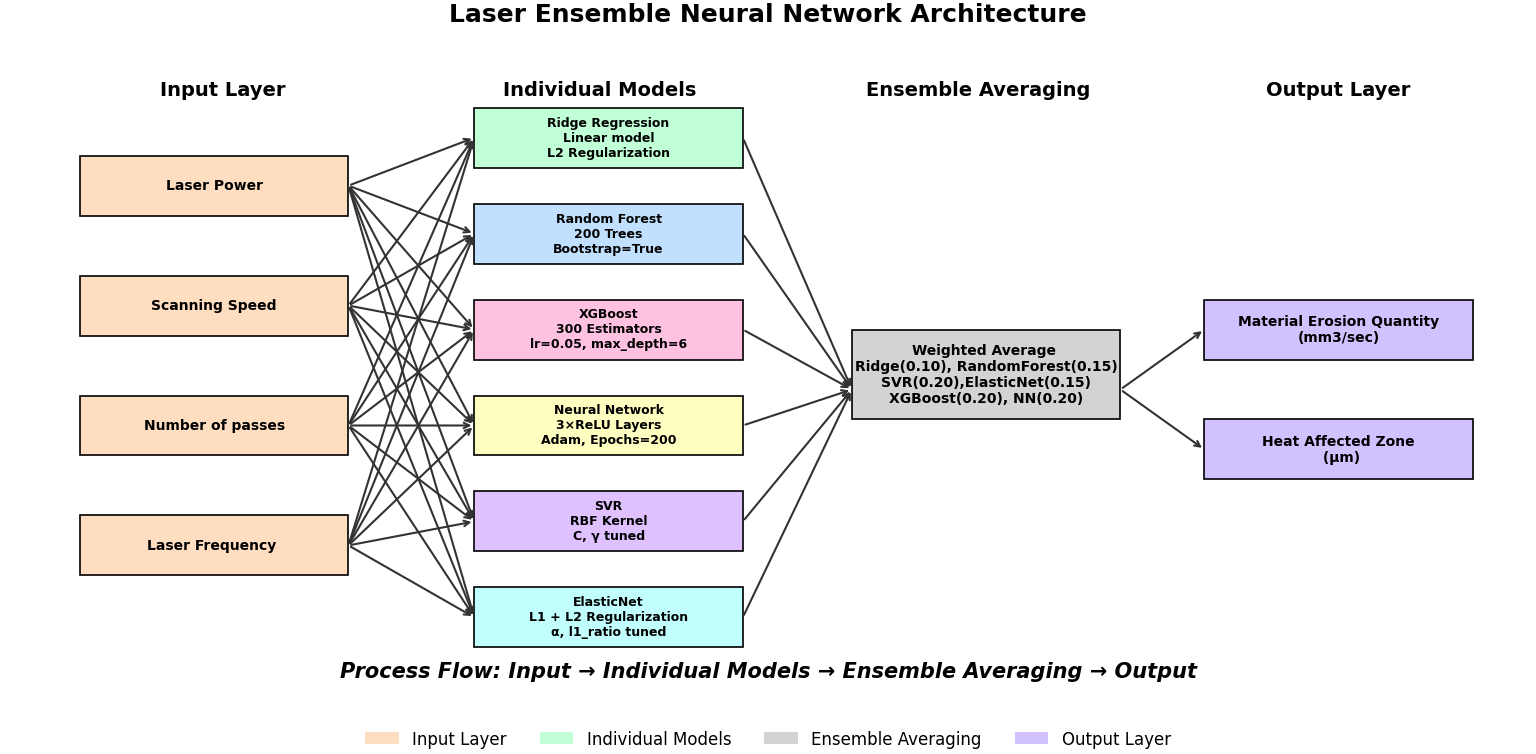 Laser Ensemble Neural Network Architecture
Input Layer
Individual Models
Ensemble Averaging
Output Layer
Laser Power
Scanning Speed
Number of passes
Laser Frequency
Ridge Regression
Linear model
L2 Regularization
Random Forest
200 Trees
Bootstrap=True
XGBoost
300 Estimators
lr=0.05, max_depth=6
Neural Network
3×ReLU Layers
Adam, Epochs=200
SVR
RBF Kernel
C, γ tuned
ElasticNet
L1 + L2 Regularization
α, l1_ratio tuned
Weighted Average
Ridge(0.10), RandomForest(0.15)
SVR(0.20),ElasticNet(0.15)
XGBoost(0.20), NN(0.20)
Material Erosion Quantity
(mm3/sec)
Heat Affected Zone
(µm)
Process Flow: Input → Individual Models → Ensemble Averaging → Output
Input Layer
Individual Models
Ensemble Averaging
Output Layer